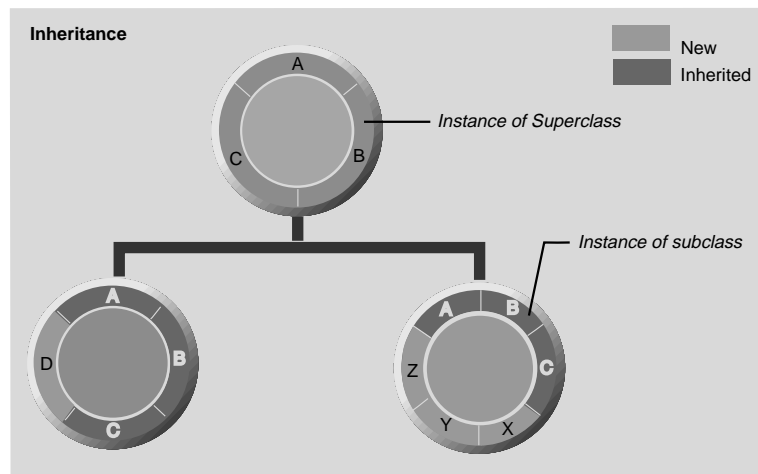 Inheritance
New
Inherited
A
B
C
Instance of Superclass
Instance of subclass
A
B
C
D
A
B
C
X
Y
Z